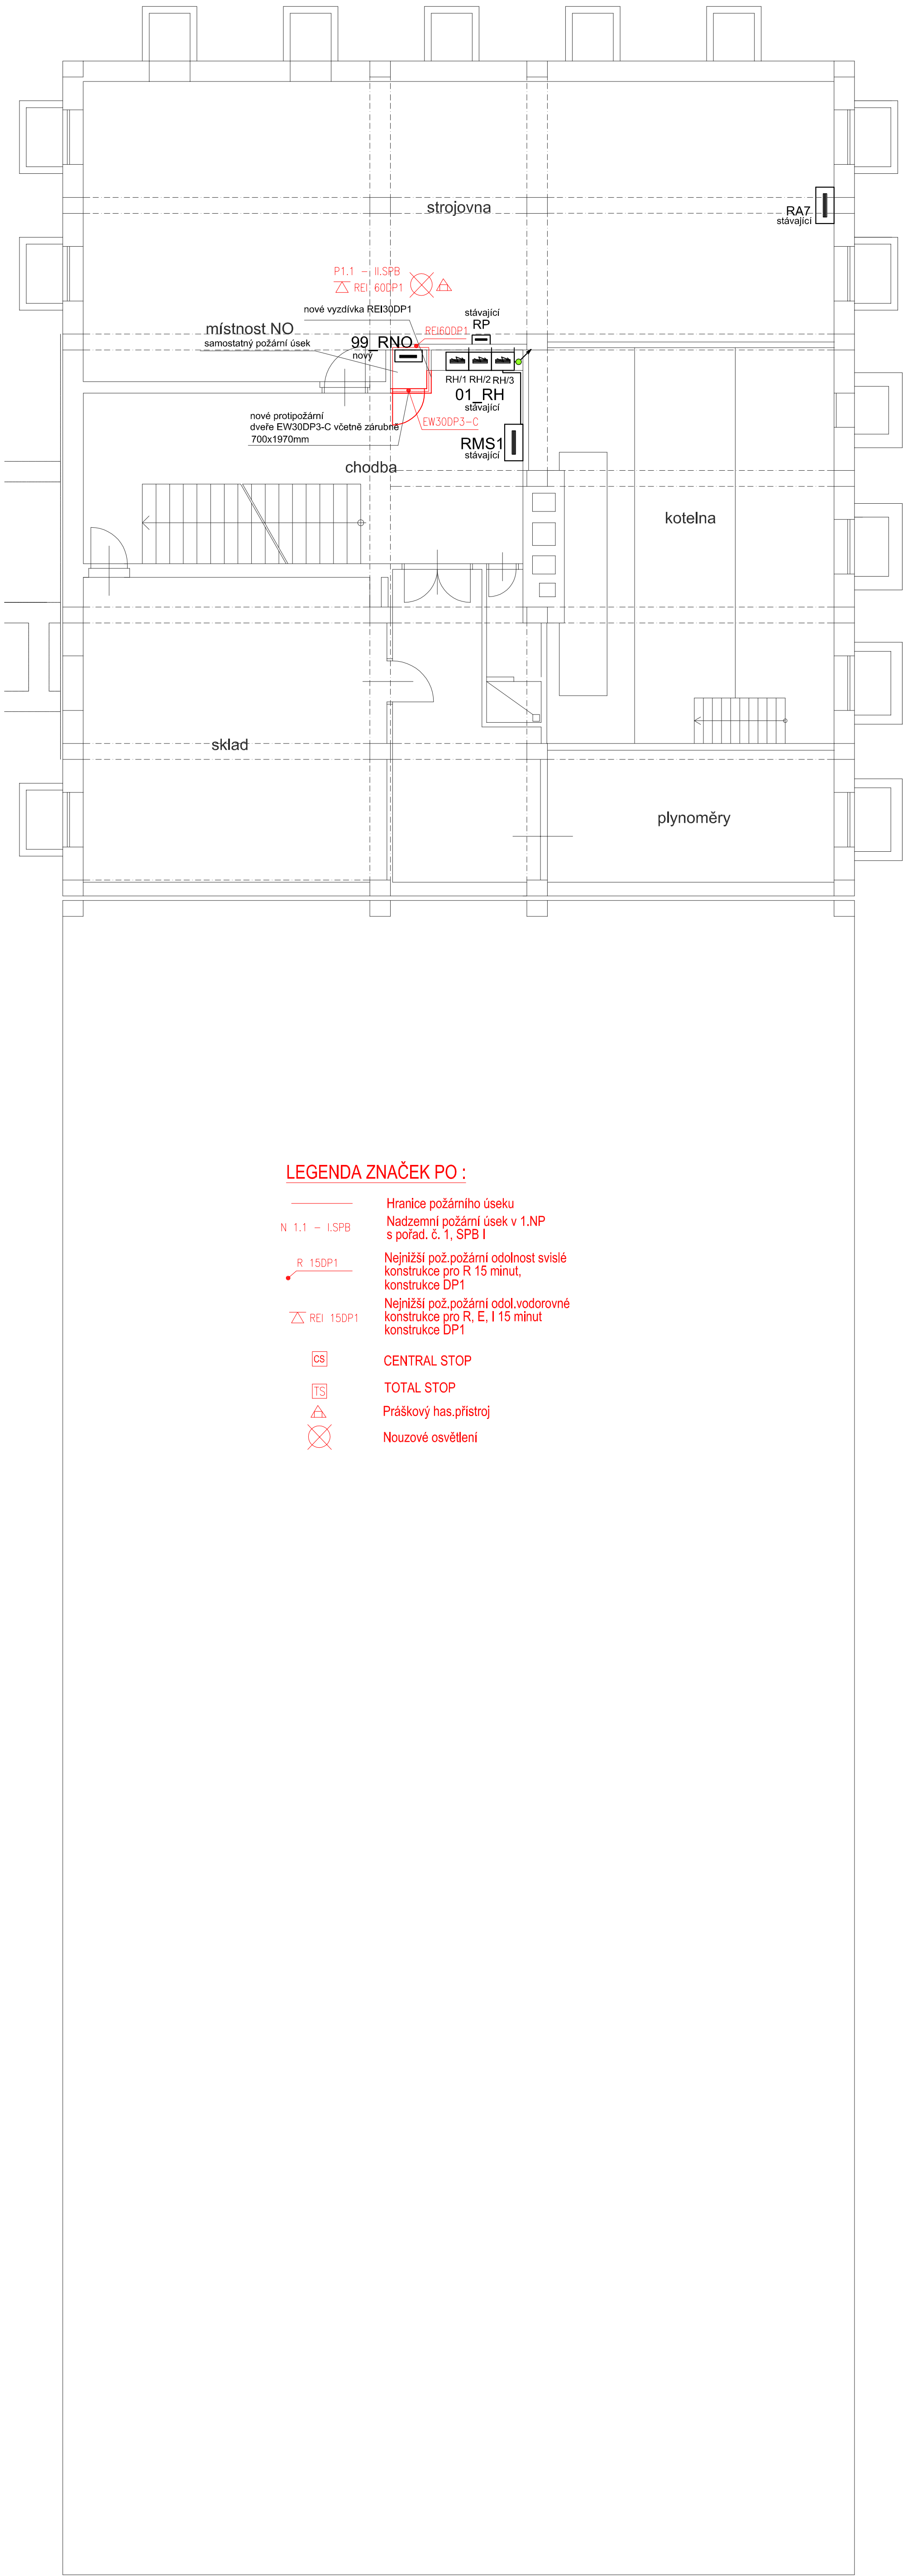 strojovna
RA7
stávající
P1.1 – II.SPB
REI 60DP1
nové vyzdívka REI30DP1
stávající
RP
místnost NO
samostatný požární úsek
99_RNO
nový
REI60DP1
RH/1 RH/2 RH/3
01_RH
stávající
nové protipožární
dveře EW30DP3-C včetně zárubně
700x1970mm
EW30DP3-C
RMS1
stávající
chodba
kotelna
sklad
plynoměry
LEGENDA ZNAČEK PO :
Hranice požárního úseku
N 1.1 – I.SPB
Nadzemní požární úsek v 1.NP
s pořad. č. 1, SPB I
R 15DP1
Nejnižší pož.požární odolnost svislé
konstrukce pro R 15 minut,
konstrukce DP1
REI 15DP1
Nejnižší pož.požární odol.vodorovné
konstrukce pro R, E, I 15 minut
konstrukce DP1
CS
CENTRAL STOP
TS
TOTAL STOP
Práškový has.přístroj
Nouzové osvětlení